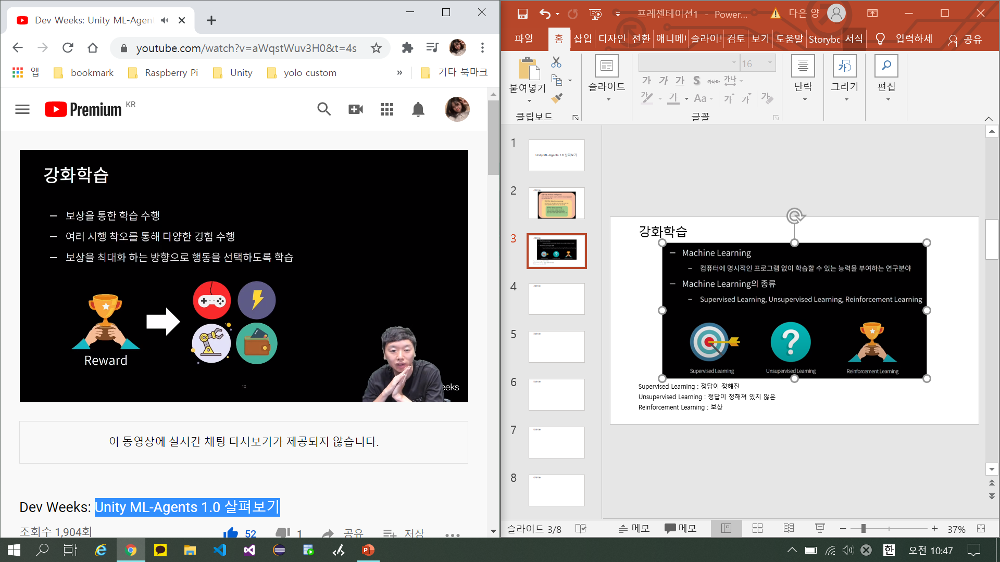 Dev Weeks: Unity ML-Agent
youtube.com/watch?v=aWqstWuv3H0&t=4s
앱
bookmark
Raspberry Pi
Unity
yolo custom
»
기타 북마크
Premium KR
강화학습
– 보상을 통한 학습 수행
– 여러 시행 착오를 통해 다양한 경험 수행
– 보상을 최대화 하는 방향으로 행동을 선택하도록 학습
Reward
12
eeks
이 동영상에 실시간 채팅 다시보기가 제공되지 않습니다.
Dev Weeks: Unity ML-Agents 1.0 살펴보기
조회수 1,904회
52
1
공유
저장
프레젠테이션1 - Power...
다은 양
파일
홈
삽입
디자인
전환
애니메이
슬라이드
검토
보기
도움말
Storybo
서식
입력하세
공유
붙여넣기
클립보드
슬라이드
16
가 가 가 S 가나다 간나
가 가 Aa 가 가 가
글꼴
단락
그리기
편집
1
Unity ML-Agents 1.0 살펴보기
2
3
4
5
6
7
8
강화학습
– Machine Learning
– 컴퓨터에 명시적인 프로그램 없이 학습할 수 있는 능력을 부여하는 연구분야
– Machine Learning의 종류
– Supervised Learning, Unsupervised Learning, Reinforcement Learning
Supervised Learning
Unsupervised Learning
Reinforcement Learning
Supervised Learning : 정답이 정해진
Unsupervised Learning : 정답이 정해져 있지 않은
Reinforcement Learning : 보상
슬라이드 3/8
메모
메모
37%
한
오전 10:47